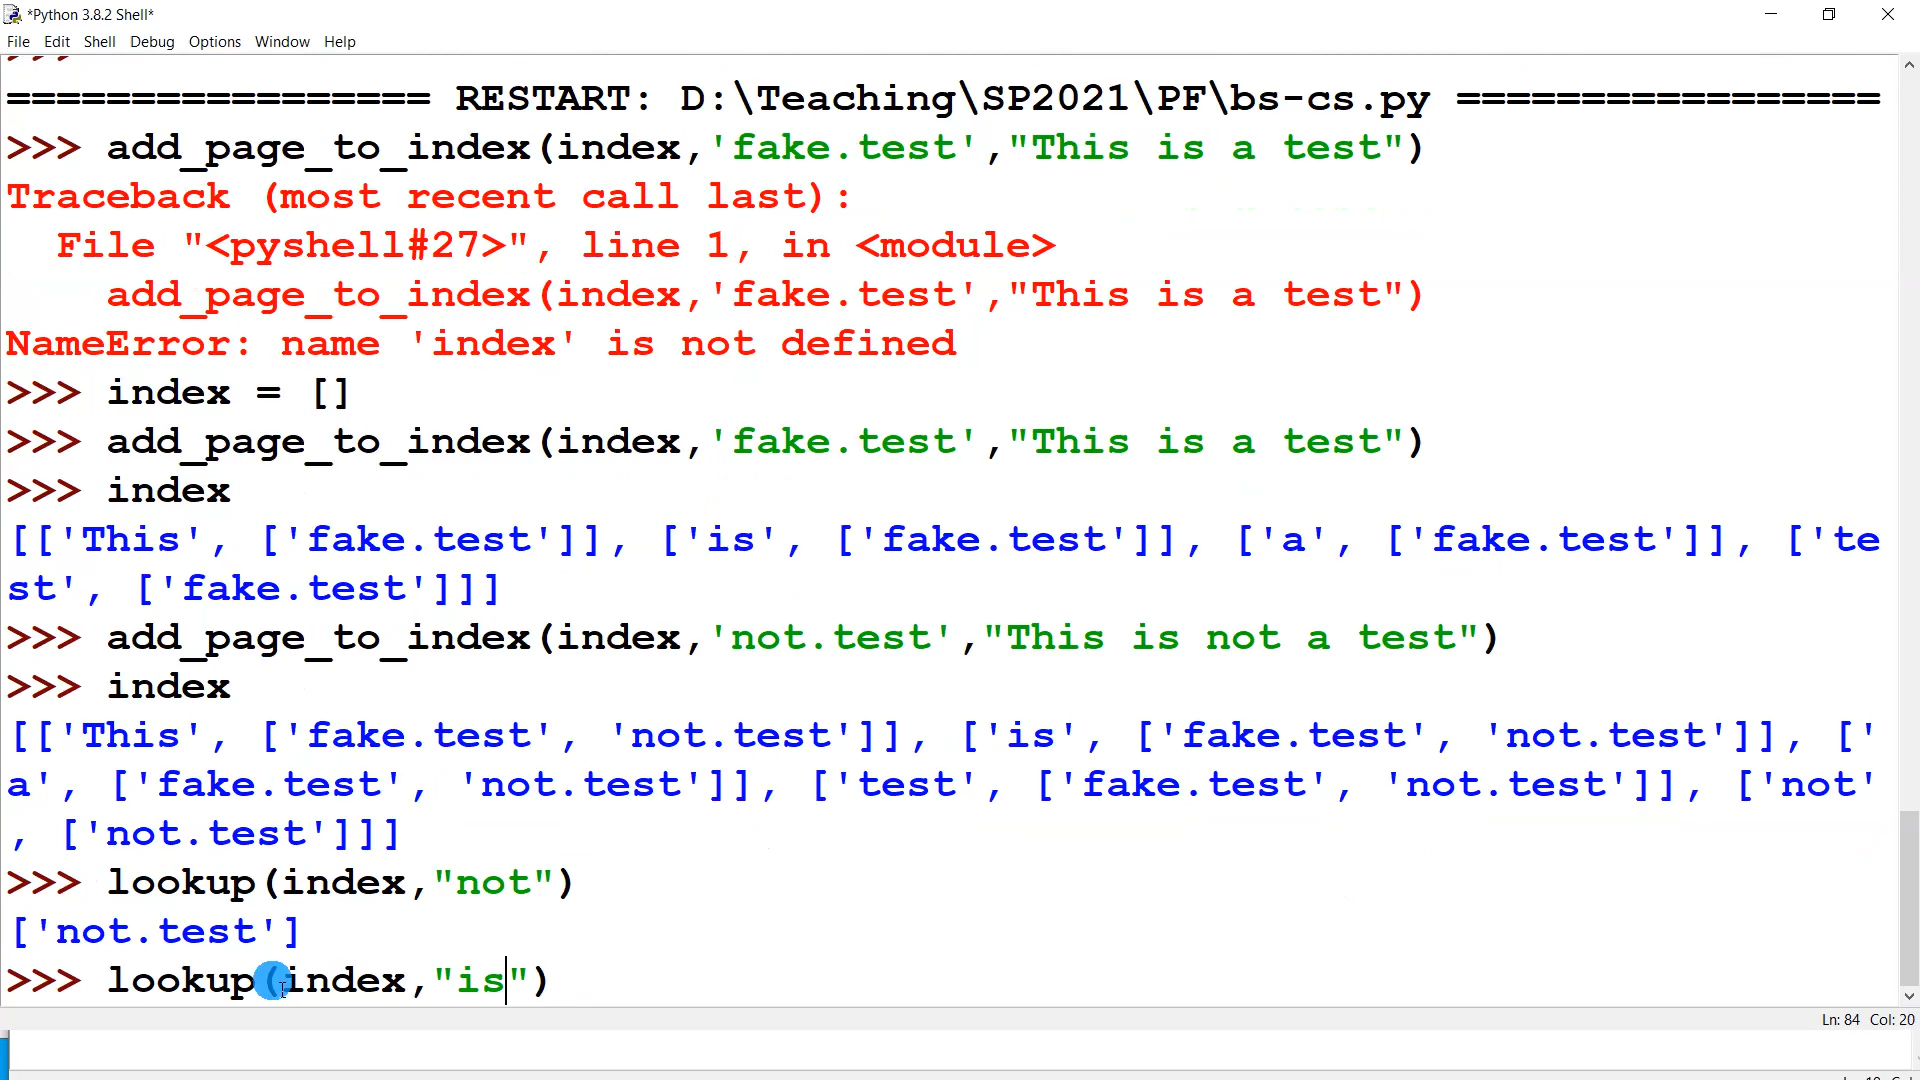 *Python 3.8.2 Shell*
File Edit Shell Debug Options Window Help
>>>
================= RESTART: D:\Teaching\SP2021\PF\bs-cs.py =================
>>> add_page_to_index(index,'fake.test',"This is a test")
Traceback (most recent call last):
  File "<pyshell#27>", line 1, in <module>
    add_page_to_index(index,'fake.test',"This is a test")
NameError: name 'index' is not defined
>>> index = []
>>> add_page_to_index(index,'fake.test',"This is a test")
>>> index
[['This', ['fake.test']], ['is', ['fake.test']], ['a', ['fake.test']], ['te
st', ['fake.test']]]
>>> add_page_to_index(index,'not.test',"This is not a test")
>>> index
[['This', ['fake.test', 'not.test']], ['is', ['fake.test', 'not.test']], ['
a', ['fake.test', 'not.test']], ['test', ['fake.test', 'not.test']], ['not'
, ['not.test']]]
>>> lookup(index,"not")
['not.test']
>>> lookup(index,"is")
Ln: 84 Col: 20